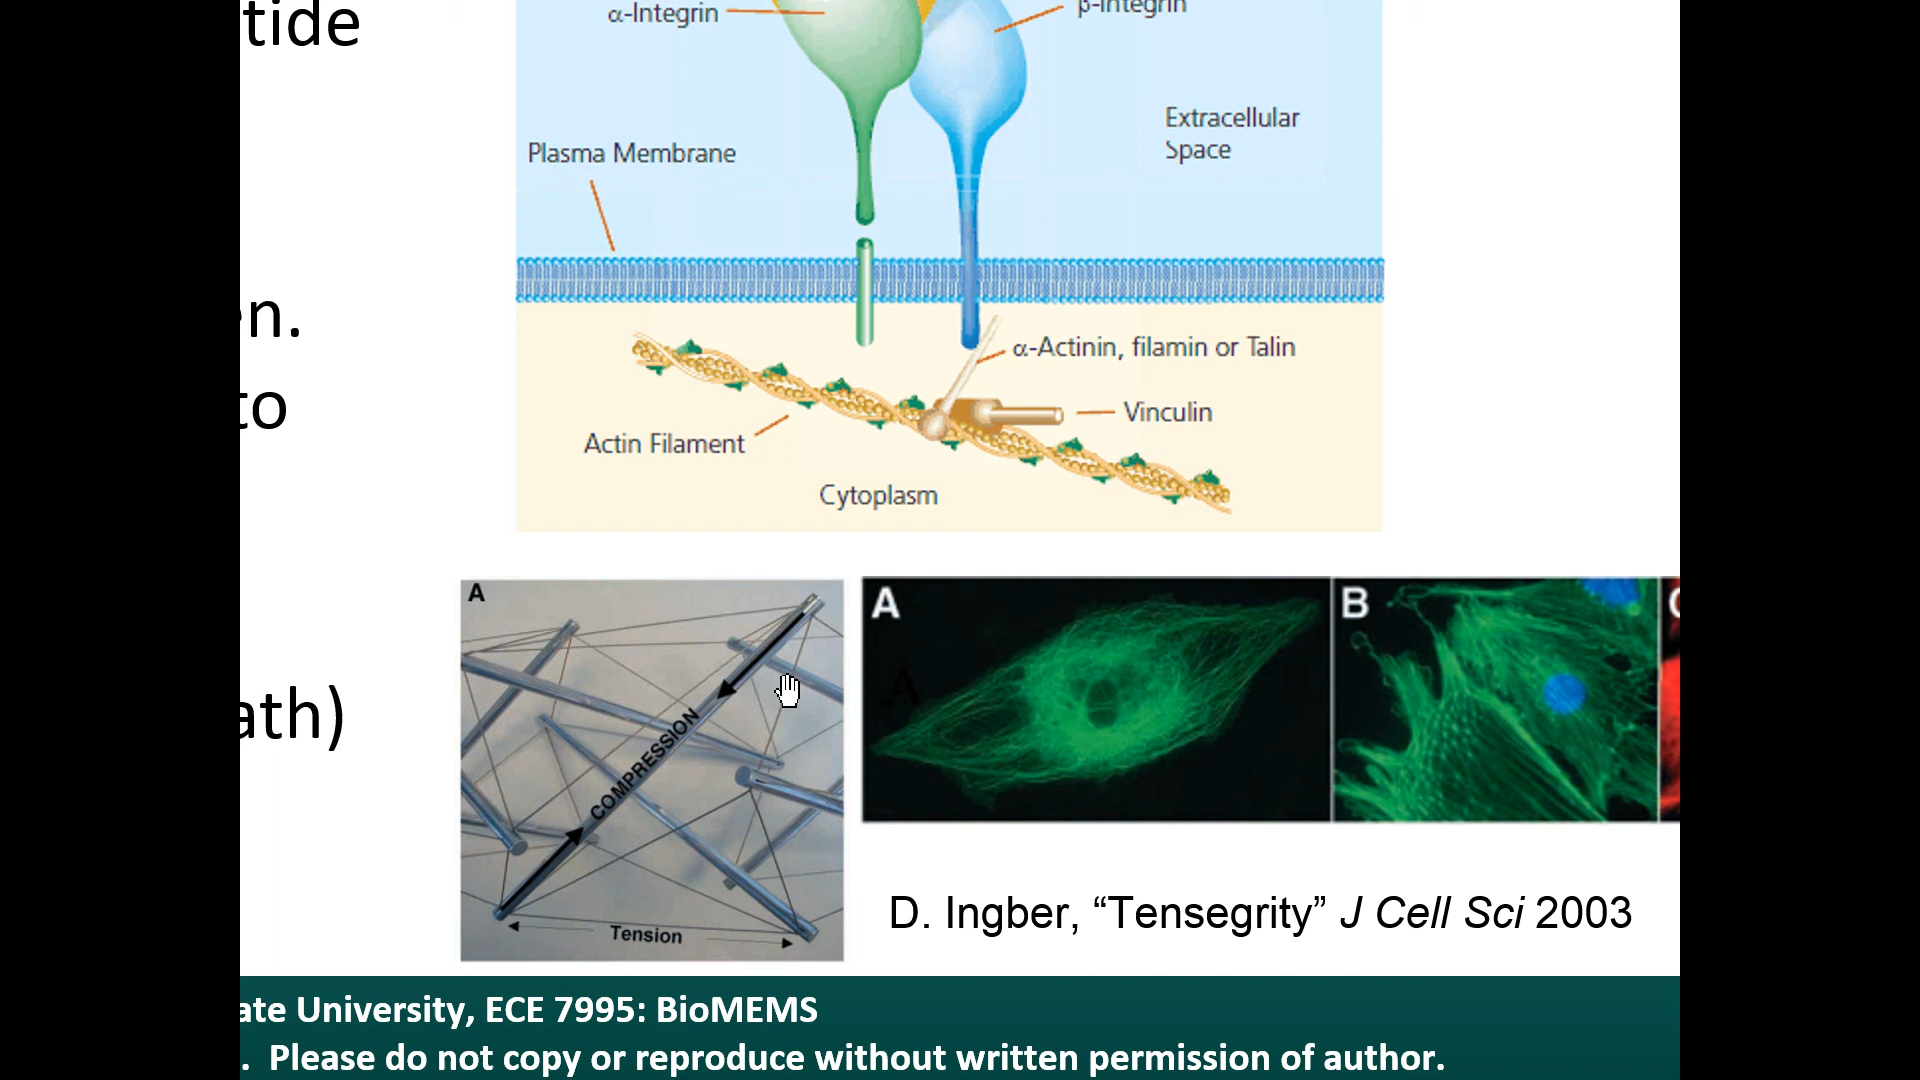 tide
α-Integrin
β-Integrin
Extracellular
Space
Plasma Membrane
en.
α-Actinin, filamin or Talin
to
Vinculin
Actin Filament
Cytoplasm
A
COMPRESSION
Tension
A
B
ath)
D. Ingber, “Tensegrity” J Cell Sci 2003
ate University, ECE 7995: BioMEMS
. Please do not copy or reproduce without written permission of author.